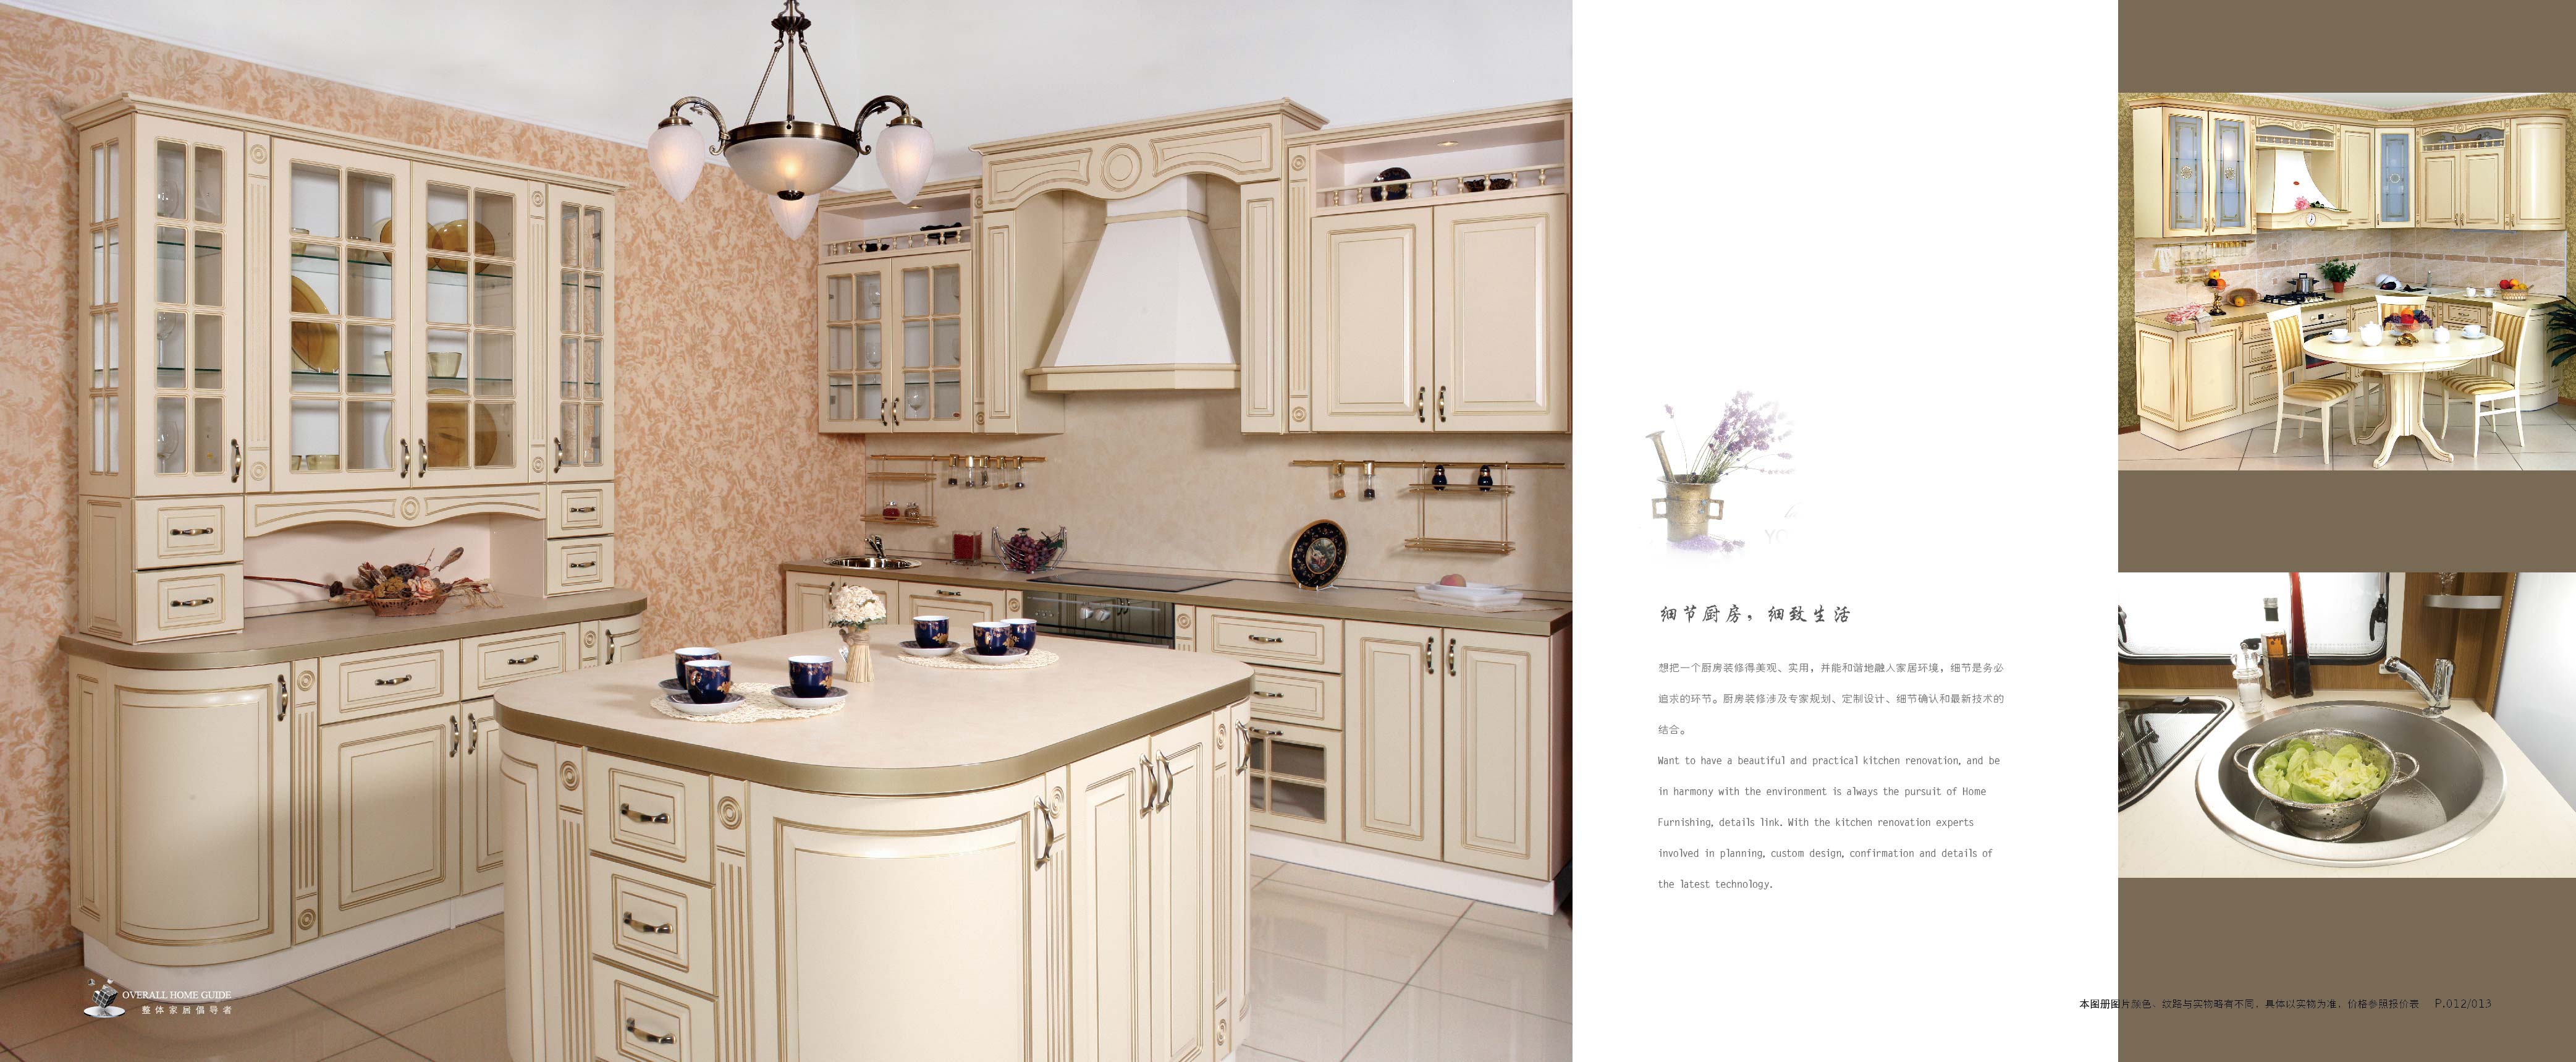 OVERALL HOME GUIDE
整体家居倡导者
细节厨房，细致生活
想把一个厨房装修得美观、实用，并能和谐地融入家居环境，细节是务必
追求的环节。厨房装修涉及专家规划、定制设计、细节确认和最新技术的
结合。
Want to have a beautiful and practical kitchen renovation, and be
in harmony with the environment is always the pursuit of Home
Furnishing, details link. With the kitchen renovation experts
involved in planning, custom design, confirmation and details of
the latest technology.
本图册图片颜色、纹路与实物略有不同，具体以实物为准，价格参照报价表 P.012/013